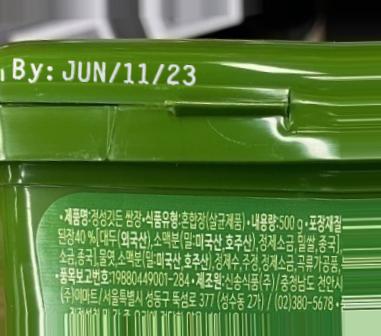 By: JUN/11/23
•제품명:정성깃든 쌈장•식품유형:혼합장(살균제품)•내용량:500 g•포장재질
된장40 %[대두(외국산),소맥분(밀:미국산,호주산),정제소금,밀쌀,종국],
소금,종국],물엿,소맥분(밀:미국산,호주산),정제수,주정,정제소금,곡류가공품,
•품목보고번호:19880449001-284•제조원:신송식품(주)/충청남도 천안시
(주)이마트/서울특별시 성동구 뚝섬로 377 (성수동 2가) / (02)380-5678 •